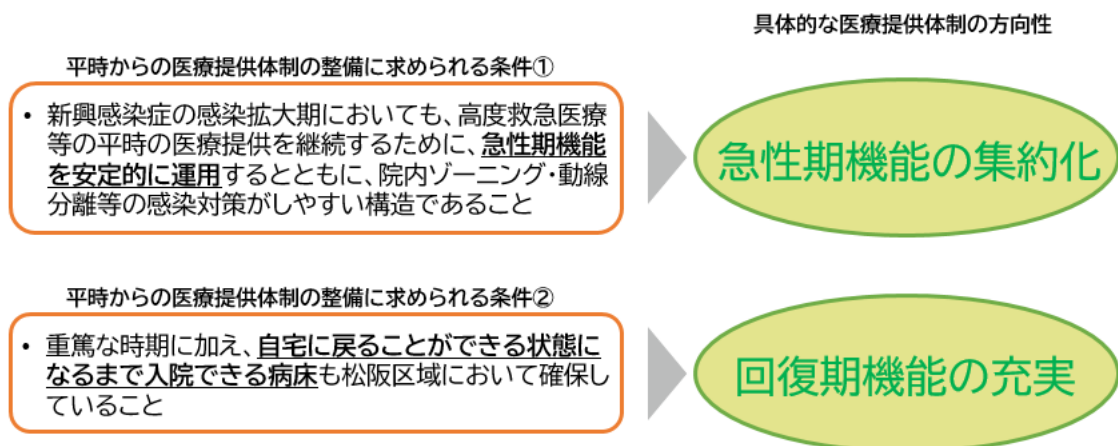 具体的な医療提供体制の方向性
平時からの医療提供体制の整備に求められる条件①
• 新興感染症の感染拡大期においても、高度救急医療
等の平時の医療提供を継続するために、急性期機能
を安定的に運用するとともに、院内ゾーニング・動線
分離等の感染対策がしやすい構造であること
急性期機能の集約化
平時からの医療提供体制の整備に求められる条件②
• 重篤な時期に加え、自宅に戻ることができる状態に
なるまで入院できる病床も松阪区域において確保し
ていること
回復期機能の充実